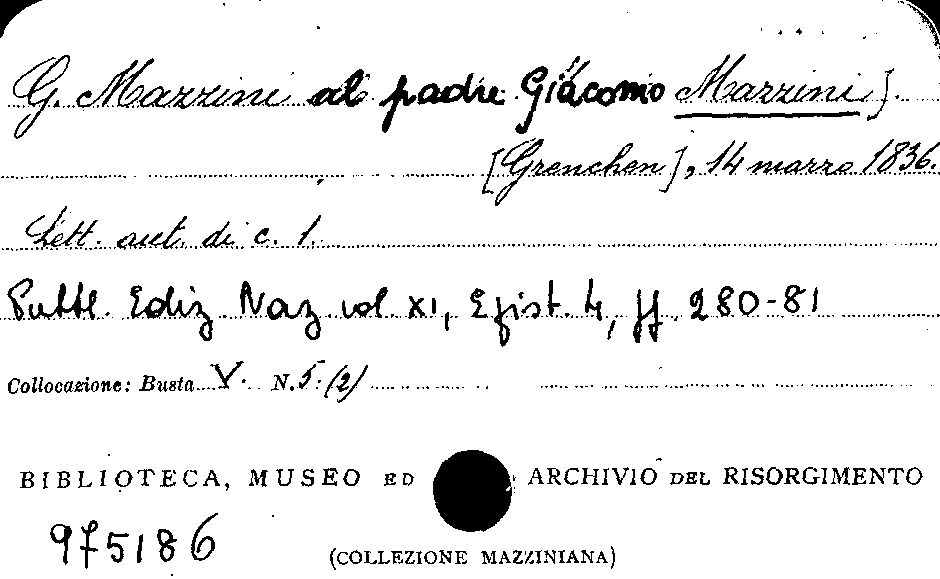 G. Mazzini al padre Giacomo Mazzini].
[Grenchen], 14 marzo 1836.
Lett. aut. di c. 1.
Pubbl. Ediz. Naz. vol. XI, Epist. 4, pp. 280-81
Collocazione: Busta V. N. 5. (2)
BIBLIOTECA, MUSEO ED ARCHIVIO DEL RISORGIMENTO
975186
(COLLEZIONE MAZZINIANA)